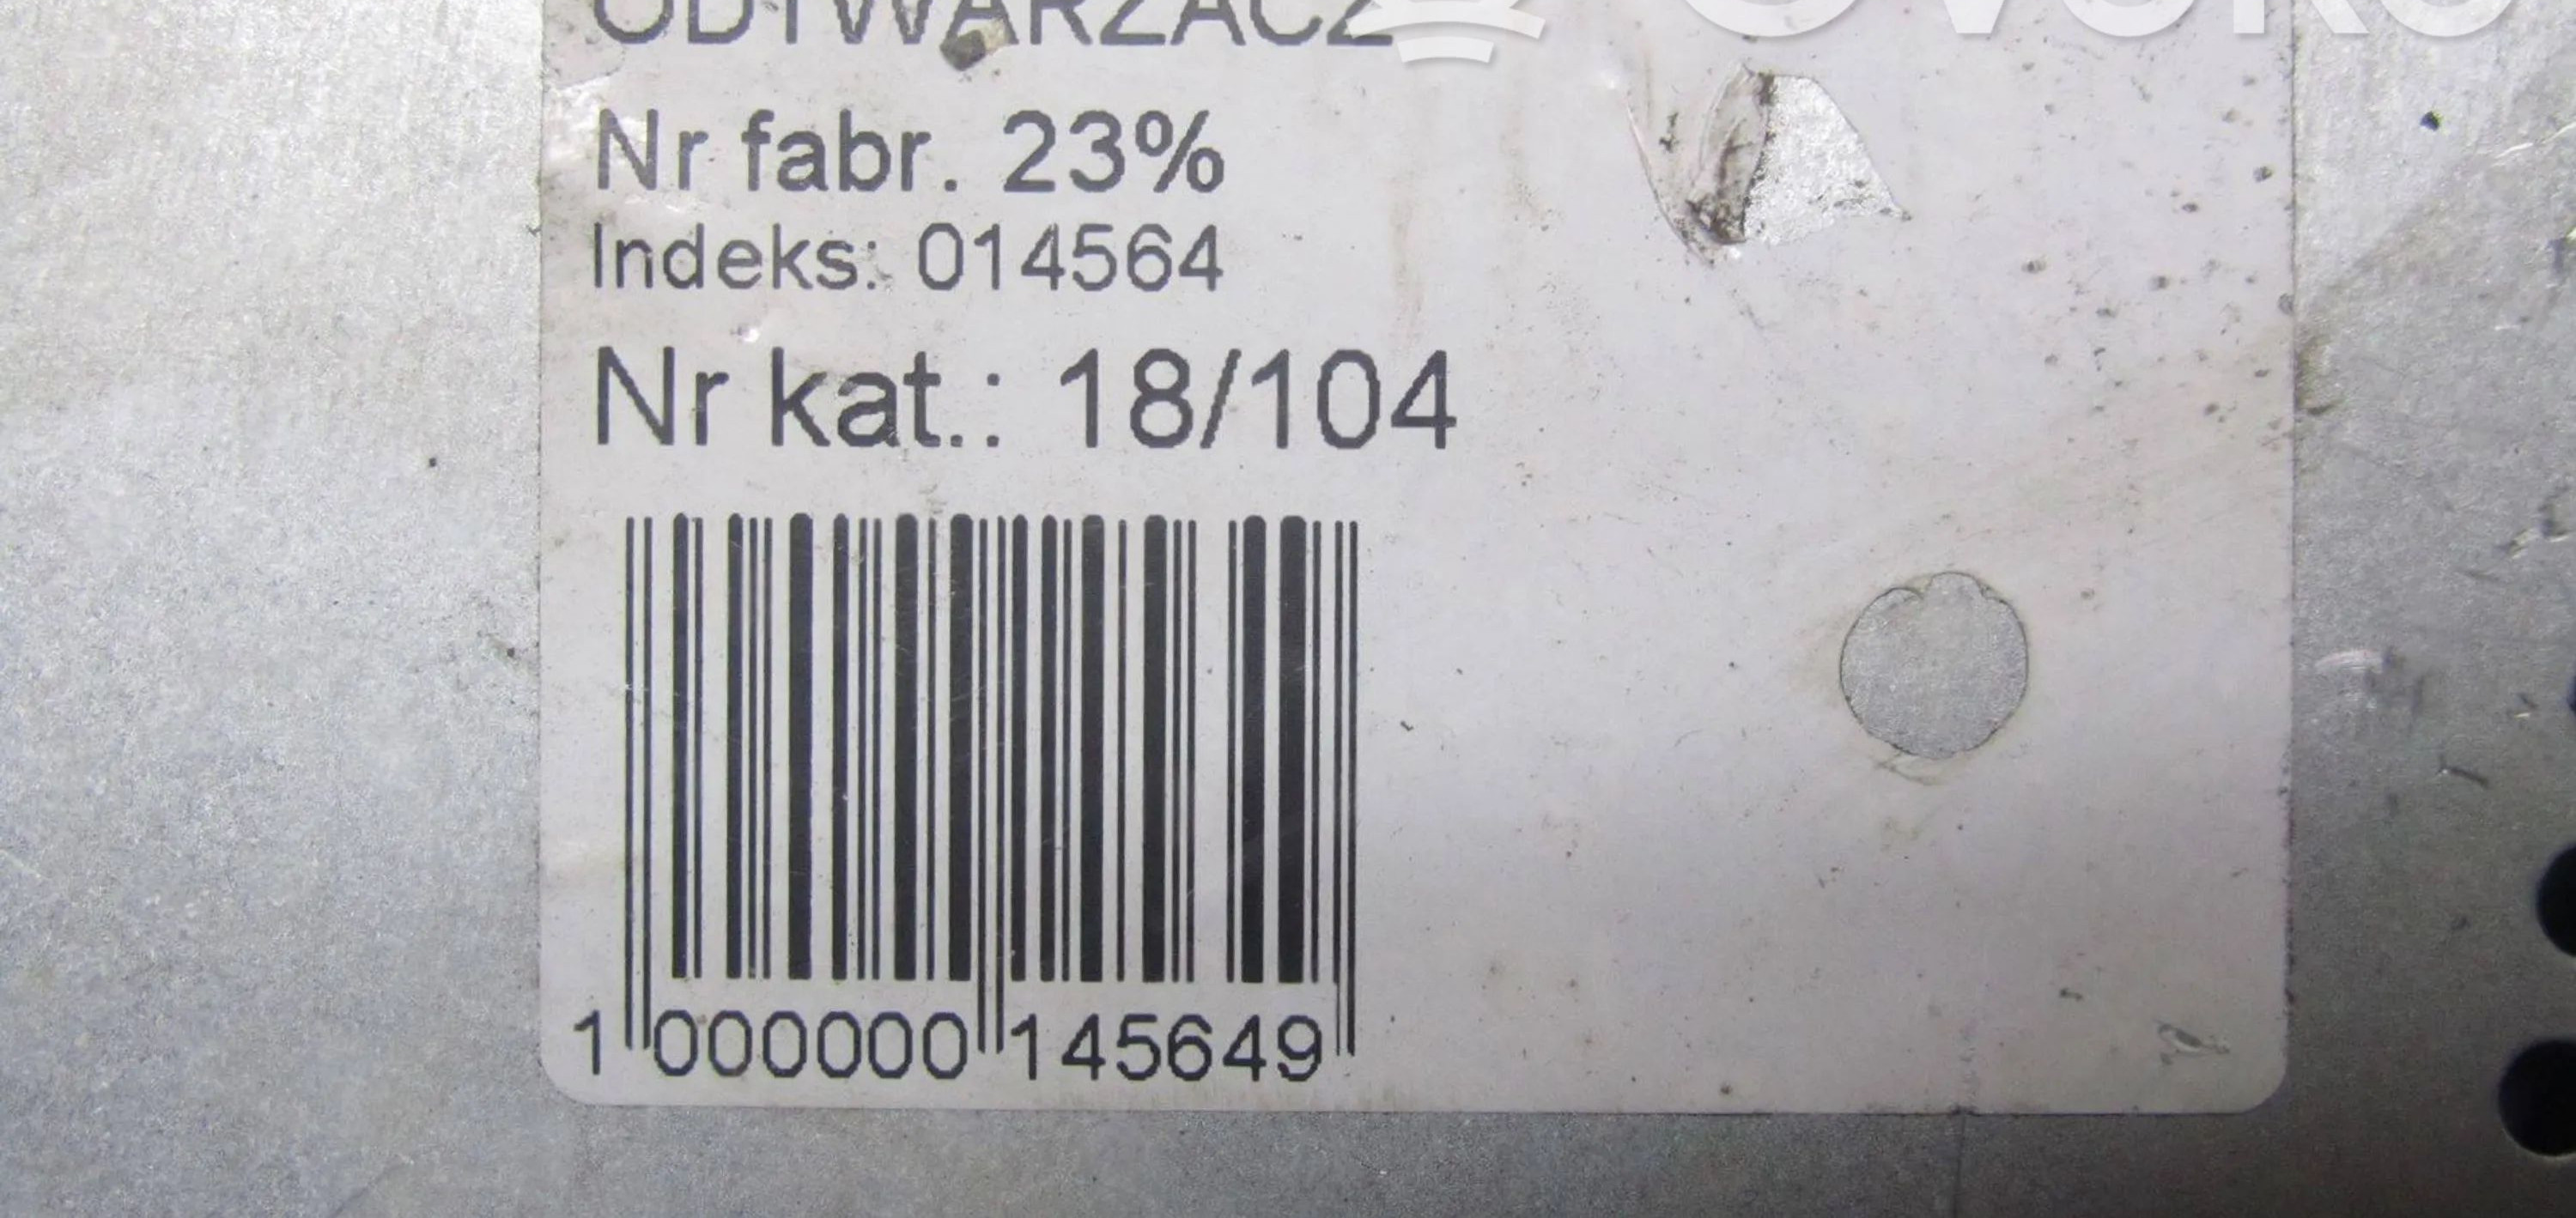 ODTWARZACZ
Nr fabr. 23%
Indeks: 014564
Nr kat.: 18/104
1 000000 145649